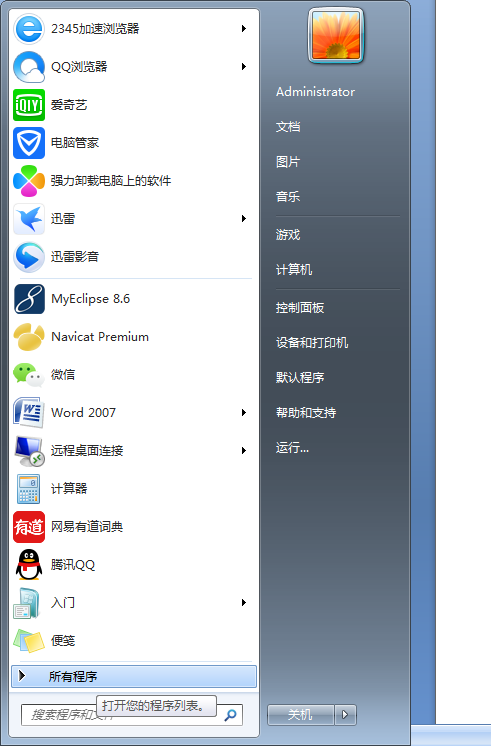 2345加速浏览器
QQ浏览器
iQIYI
爱奇艺
电脑管家
强力卸载电脑上的软件
迅雷
迅雷影音
MyEclipse 8.6
Navicat Premium
微信
Word 2007
远程桌面连接
计算器
有道
网易有道词典
腾讯QQ
入门
便笺
所有程序
打开您的程序列表。
搜索程序和文件
Administrator
文档
图片
音乐
游戏
计算机
控制面板
设备和打印机
默认程序
帮助和支持
运行...
关机